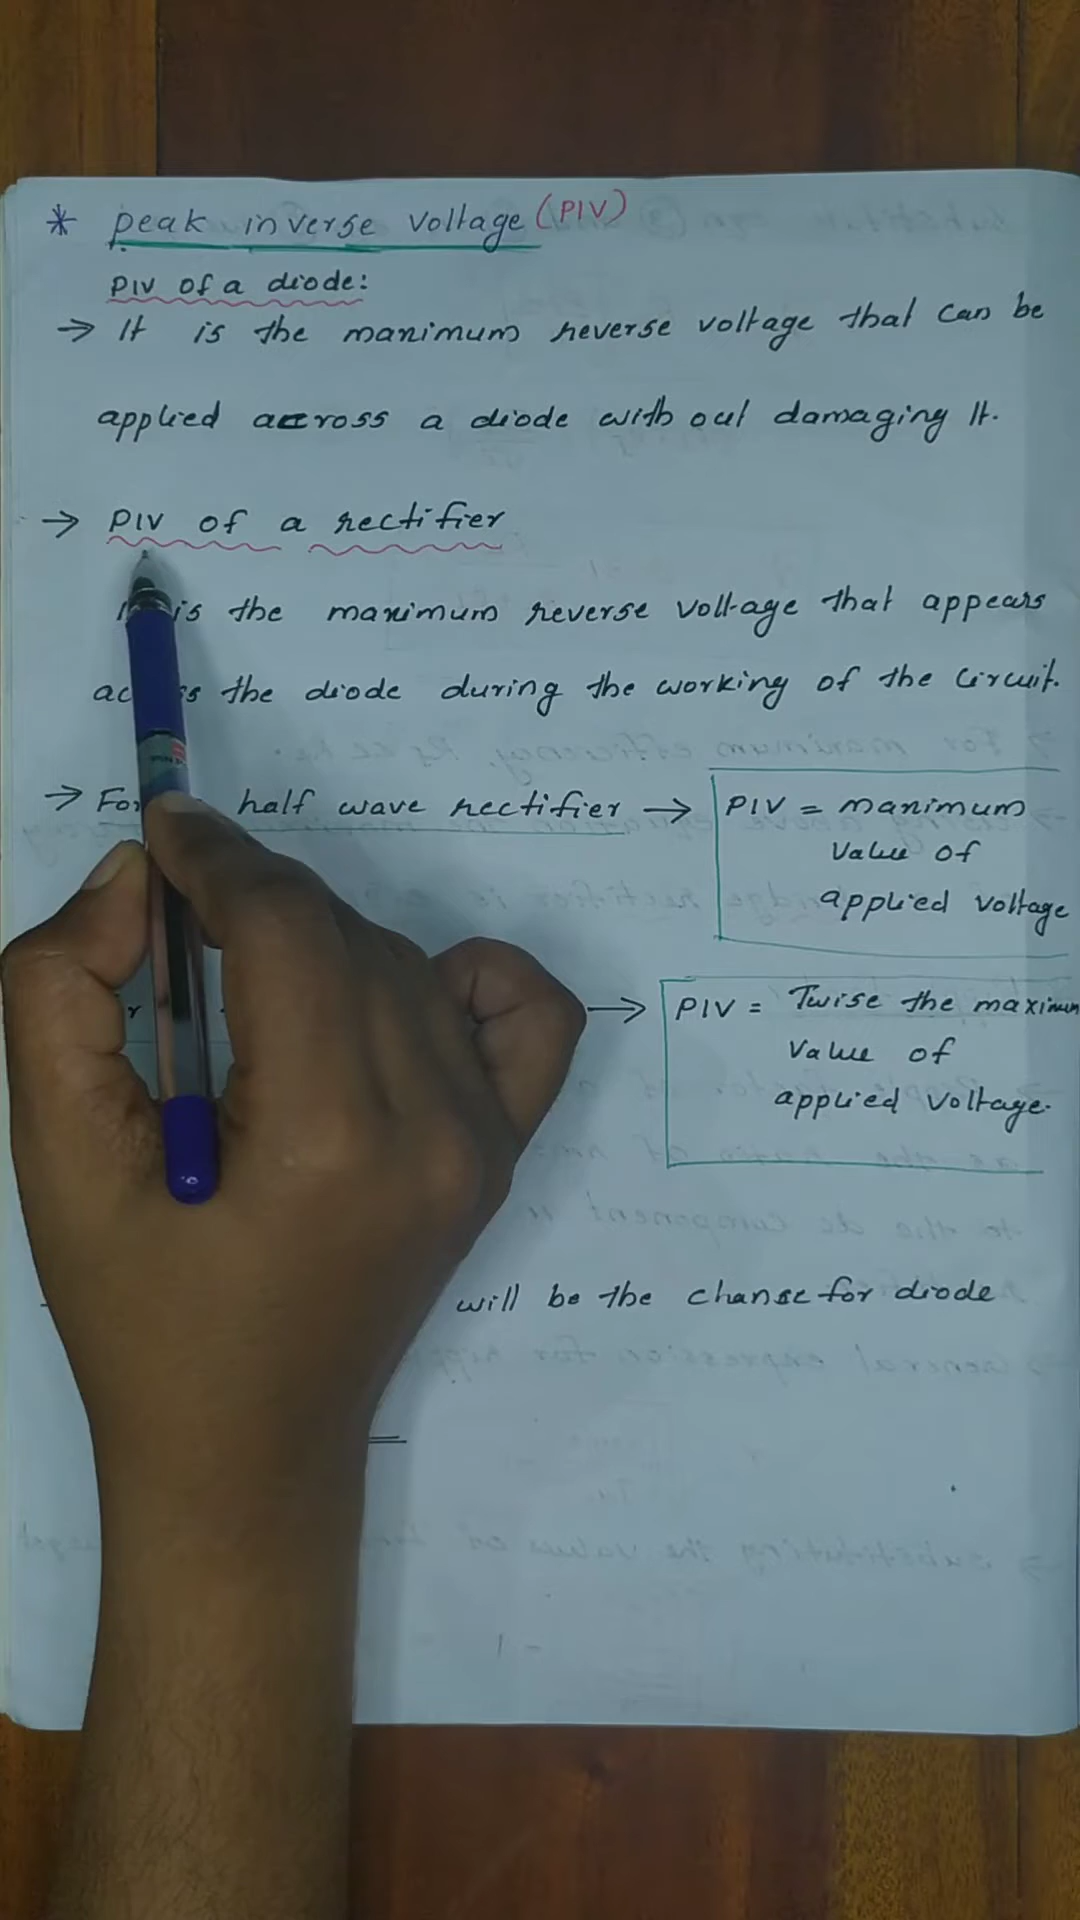 * peak inverse voltage (PIV)
PIV of a diode:
→ It is the maximum reverse voltage that can be
applied across a diode with out damaging It.
→ PIV of a rectifier
is the maximum reverse voltage that appears
the diode during the working of the circuit.
→ For half wave rectifier → PIV = maximum
value of
applied voltage
→ PIV = Twise the maximum
value of
applied voltage.
will be the chanse for diode